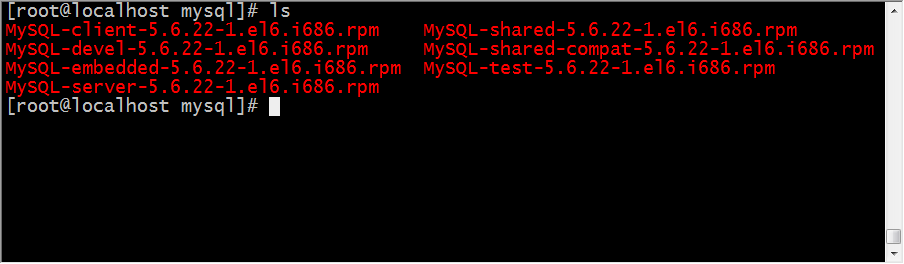 [root@localhost mysql]# ls
MySQL-client-5.6.22-1.el6.i686.rpm    MySQL-shared-5.6.22-1.el6.i686.rpm
MySQL-devel-5.6.22-1.el6.i686.rpm     MySQL-shared-compat-5.6.22-1.el6.i686.rpm
MySQL-embedded-5.6.22-1.el6.i686.rpm  MySQL-test-5.6.22-1.el6.i686.rpm
MySQL-server-5.6.22-1.el6.i686.rpm
[root@localhost mysql]#